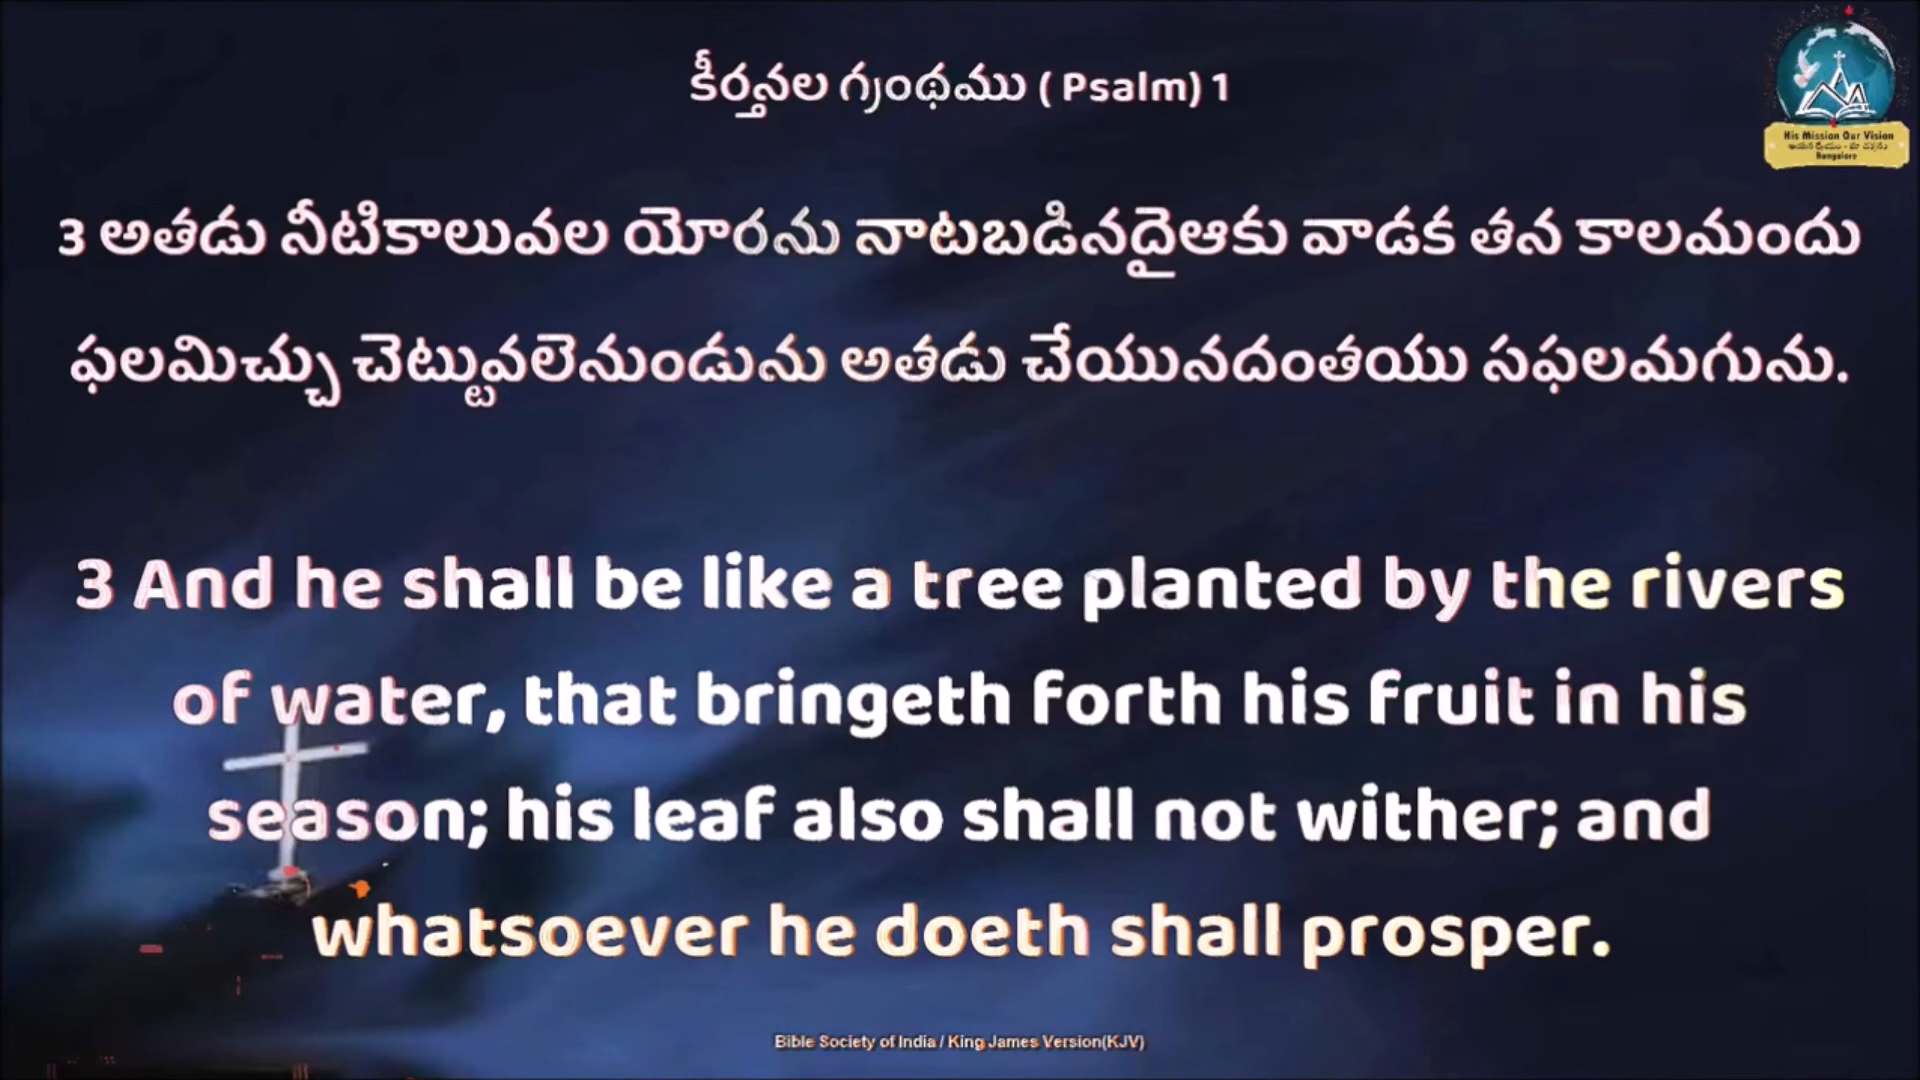 కీర్తనల గ్రంథము ( Psalm) 1
His Mission Our Vision
Bangalore
3 అతడు నీటికాలువల యోరను నాటబడినదైఆకు వాడక తన కాలమందు
ఫలమిచ్చు చెట్టువలెనుండును అతడు చేయునదంతయు సఫలమగును.
3 And he shall be like a tree planted by the rivers
of water, that bringeth forth his fruit in his
season; his leaf also shall not wither; and
whatsoever he doeth shall prosper.
Bible Society of India / King James Version(KJV)